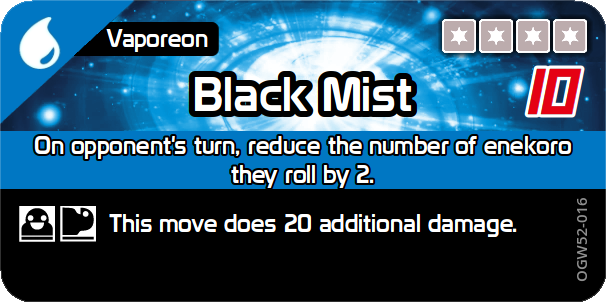 Vaporeon
Black Mist
10
On opponent's turn, reduce the number of enekoro
they roll by 2.
This move does 20 additional damage.
OGW52-016